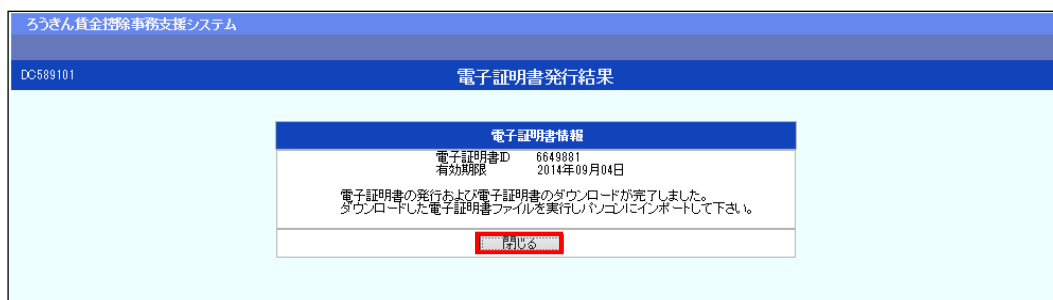 ろうきん賃金控除事務支援システム
DC589101
電子証明書発行結果
電子証明書情報
電子証明書ID 6649881
有効期限 2014年09月04日
電子証明書の発行および電子証明書のダウンロードが完了しました。
ダウンロードした電子証明書ファイルを実行しパソコンにインポートして下さい。
閉じる